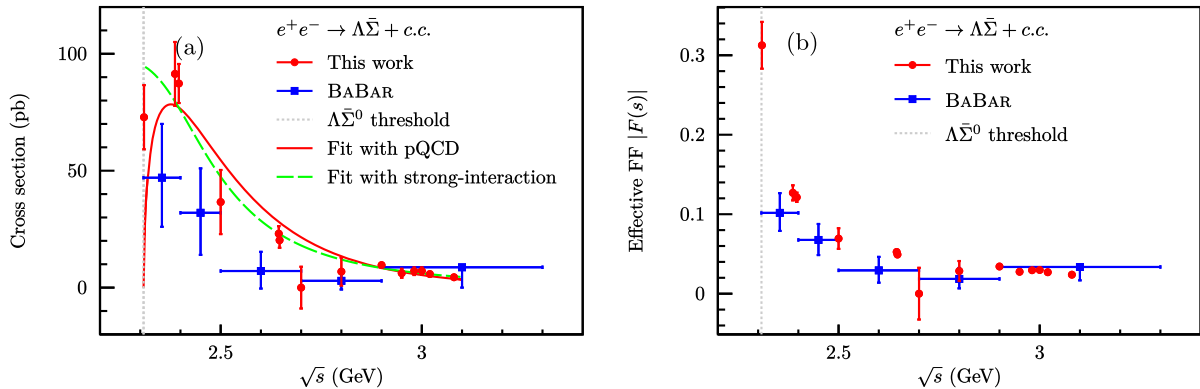 (a)
e⁺e⁻ → ΛΣ̄ + c.c.
This work
BABAR
ΛΣ̄⁰ threshold
Fit with pQCD
Fit with strong-interaction
100
50
0
Cross section (pb)
2.5 3
√s (GeV)
(b)
e⁺e⁻ → ΛΣ̄ + c.c.
This work
BABAR
ΛΣ̄⁰ threshold
0.3
0.2
0.1
0
Effective FF |F(s)|
2.5 3
√s (GeV)